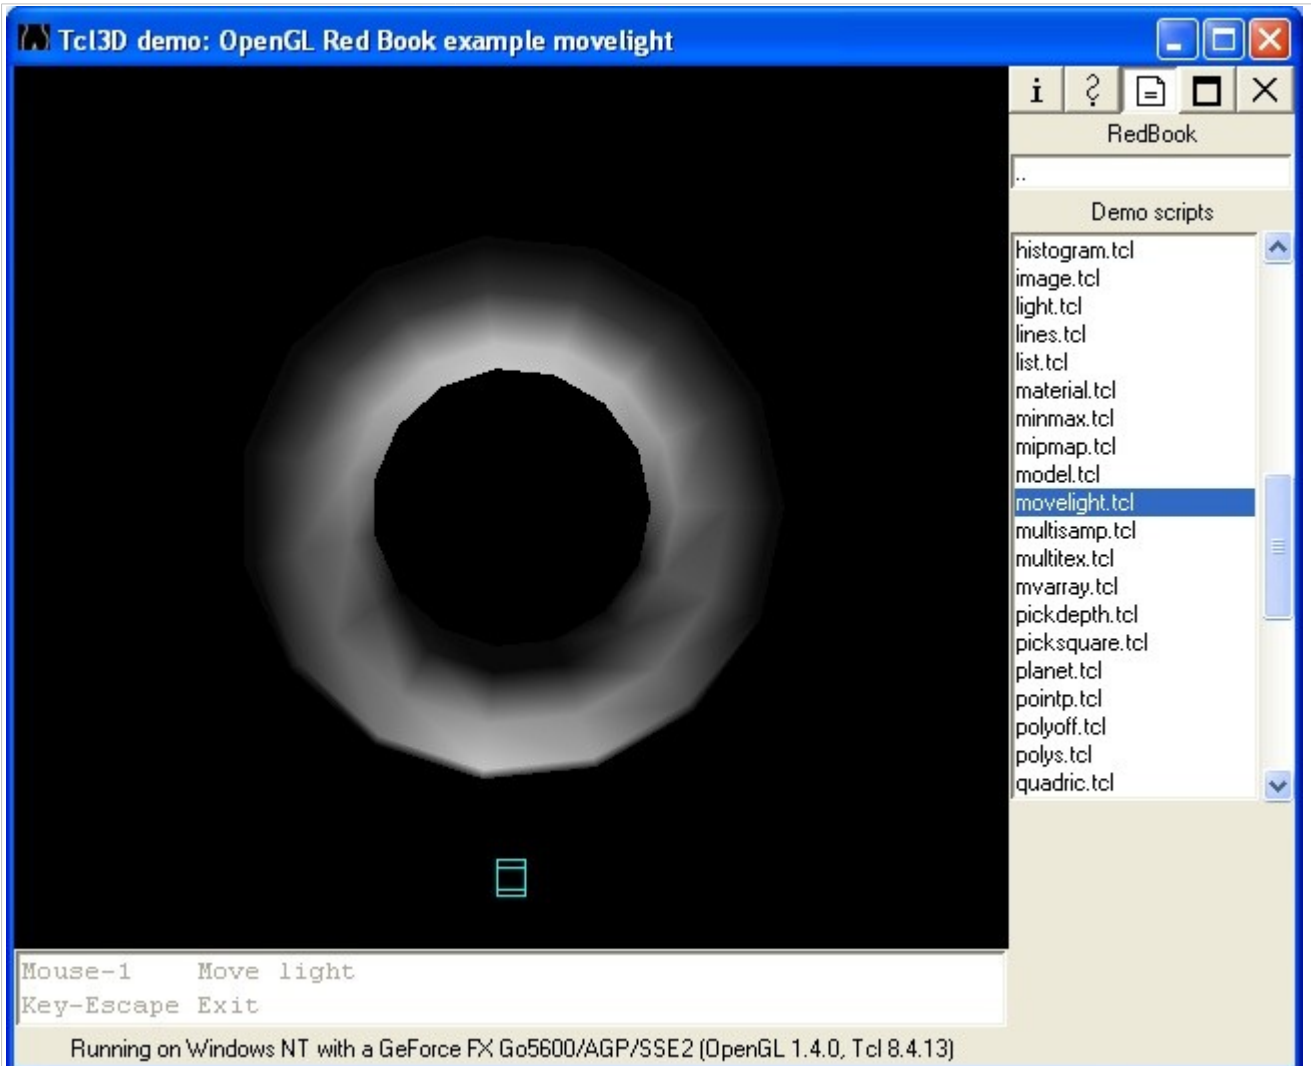 Tcl3D demo: OpenGL Red Book example movelight
i ?
RedBook
..
Demo scripts
histogram.tcl
image.tcl
light.tcl
lines.tcl
list.tcl
material.tcl
minmax.tcl
mipmap.tcl
model.tcl
movelight.tcl
multisamp.tcl
multitex.tcl
mvarray.tcl
pickdepth.tcl
picksquare.tcl
planet.tcl
pointp.tcl
polyoff.tcl
polys.tcl
quadric.tcl
Mouse-1 Move light
Key-Escape Exit
Running on Windows NT with a GeForce FX Go5600/AGP/SSE2 (OpenGL 1.4.0, Tcl 8.4.13)